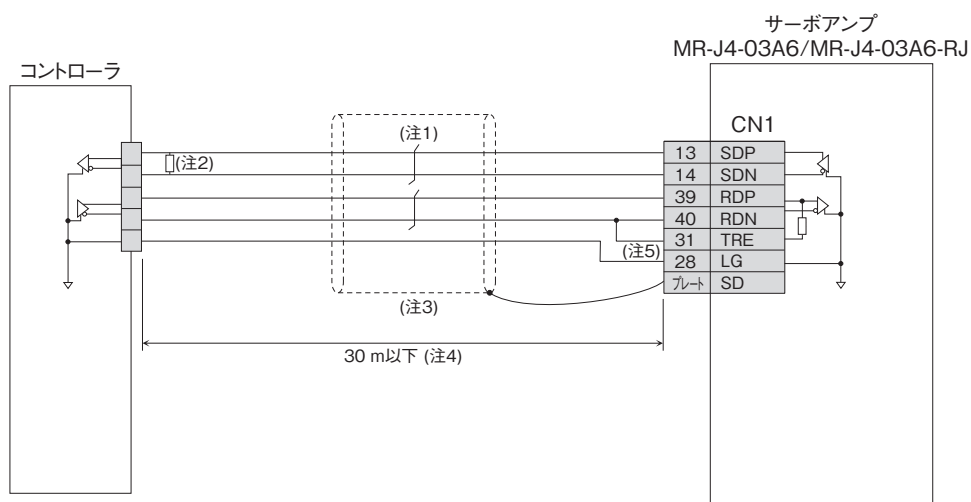 サーボアンプ
MR-J4-03A6/MR-J4-03A6-RJ
コントローラ
CN1
(注1)
(注2)
13 SDP
14 SDN
39 RDP
40 RDN
31 TRE
(注5)
28 LG
プレート SD
(注3)
30 m以下 (注4)